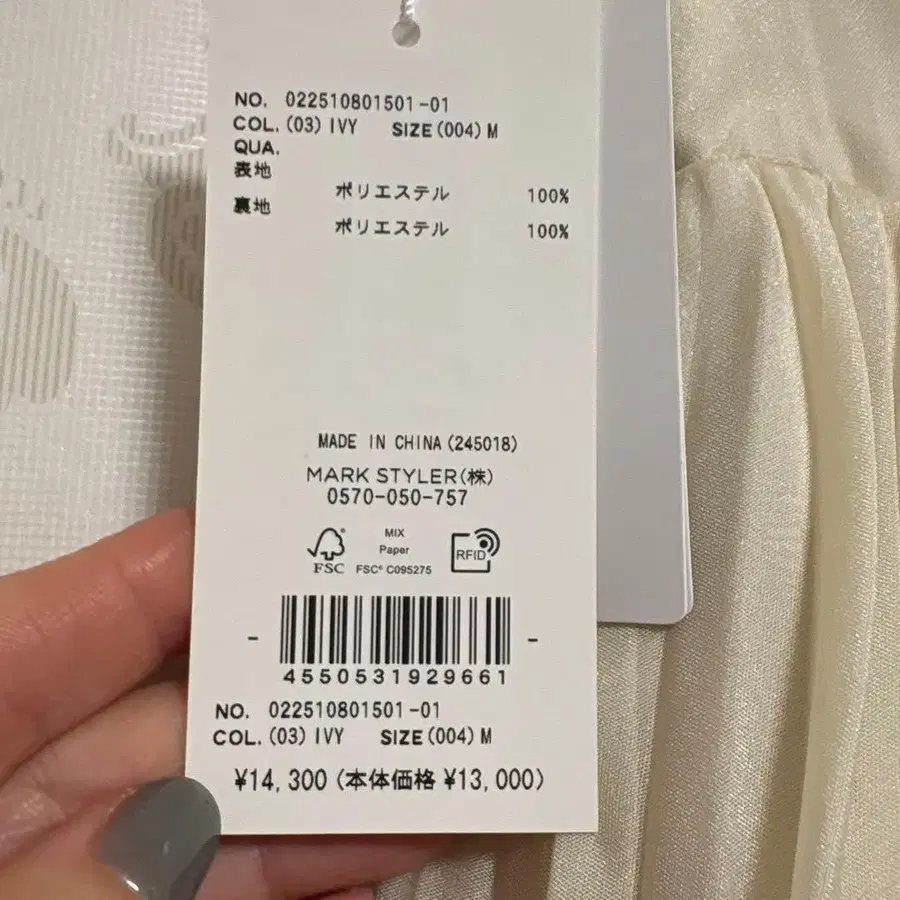 NO. 022510801501-01
COL. (03) IVY SIZE (004) M
QUA.
表地
ポリエステル 100%
裏地
ポリエステル 100%
MADE IN CHINA (245018)
MARK STYLER(株)
0570-050-757
FSC
MIX
Paper
FSC® C095275
RFID
- -
4550531929661
NO. 022510801501-01
COL. (03) IVY SIZE (004) M
¥14,300 (本体価格 ¥13,000)